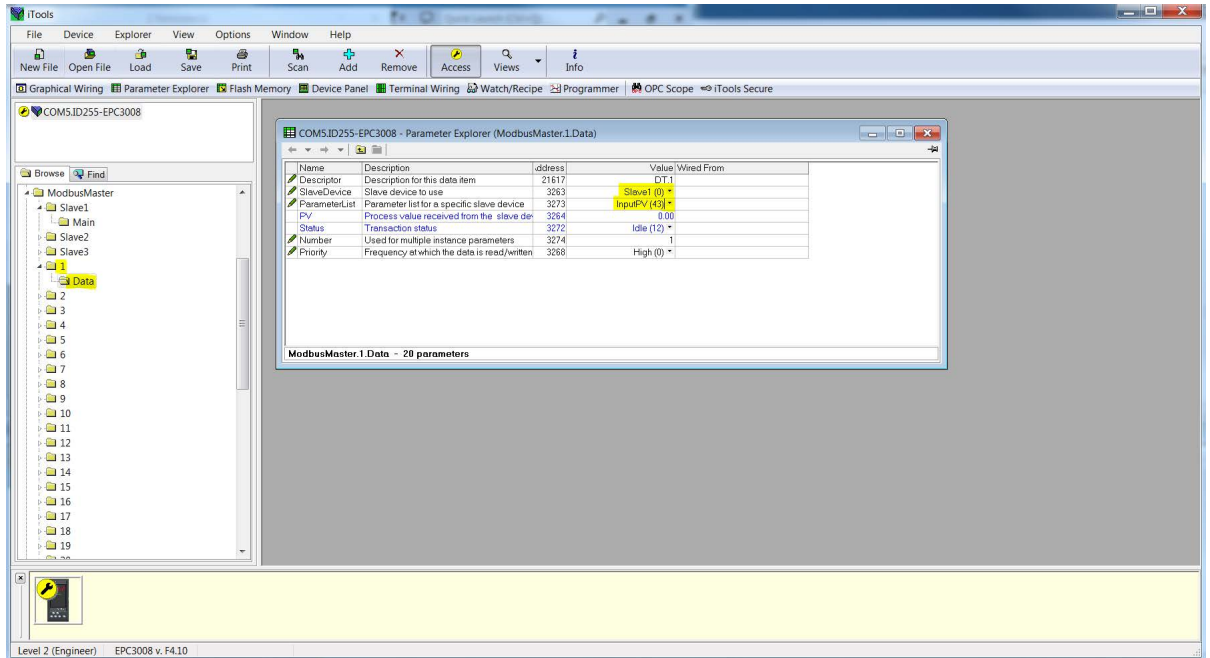 iTools
File Device Explorer View Options Window Help
New File Open File Load Save Print Scan Add Remove Access Views Info
Graphical Wiring Parameter Explorer Flash Memory Device Panel Terminal Wiring Watch/Recipe Programmer OPC Scope iTools Secure
COM5.ID255-EPC3008
Browse Find
ModbusMaster
Slave1
Main
Slave2
Slave3
1
Data
2
3
4
5
6
7
8
9
10
11
12
13
14
15
16
17
18
19
COM5.ID255-EPC3008 - Parameter Explorer (ModbusMaster.1.Data)
Name Description ddress Value Wired From
Descriptor Description for this data item 21617 DT.1
SlaveDevice Slave device to use 3263 Slave1 (0)
ParameterList Parameter list for a specific slave device 3273 InputPV (43)
PV Process value received from the slave de 3264 0.00
Status Transaction status 3272 Idle (12)
Number Used for multiple instance parameters 3274 1
Priority Frequency at which the data is read/written 3268 High (0)
ModbusMaster.1.Data - 20 parameters
Level 2 (Engineer) EPC3008 v. F4.10